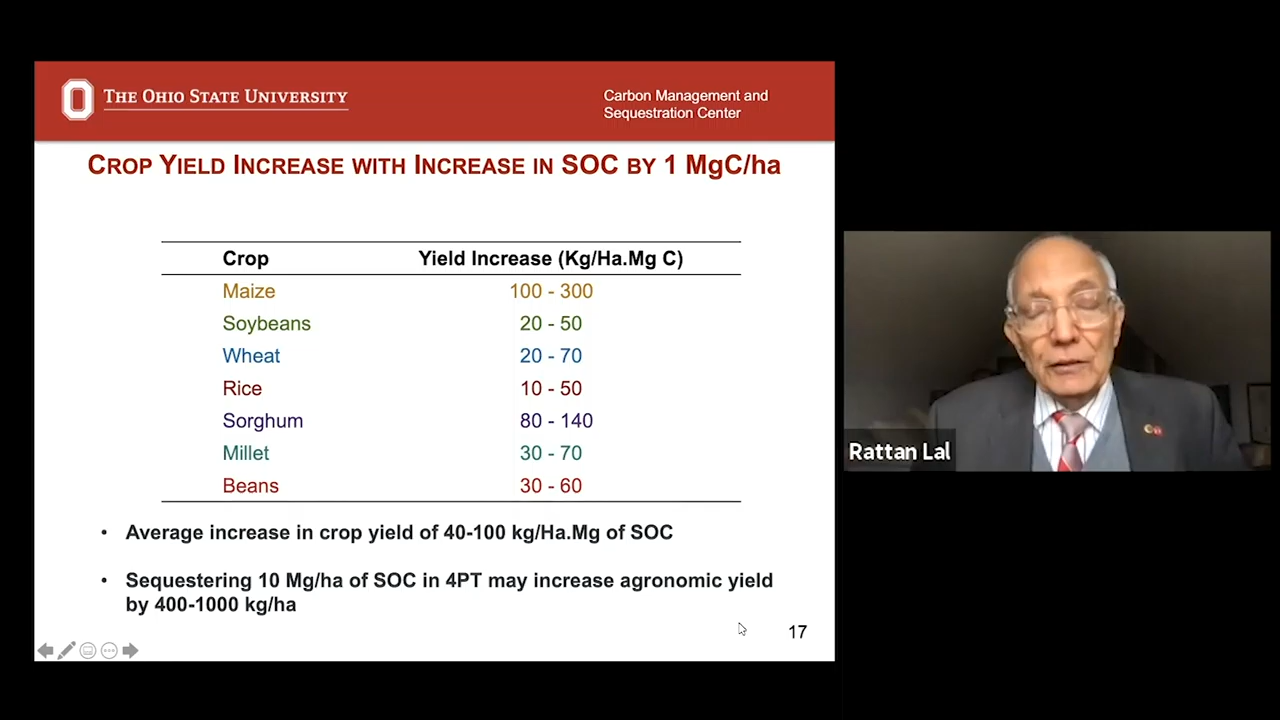 THE OHIO STATE UNIVERSITY
Carbon Management and
Sequestration Center
CROP YIELD INCREASE WITH INCREASE IN SOC BY 1 MgC/ha
Crop Yield Increase (Kg/Ha.Mg C)
Maize 100 - 300
Soybeans 20 - 50
Wheat 20 - 70
Rice 10 - 50
Sorghum 80 - 140
Millet 30 - 70
Beans 30 - 60
• Average increase in crop yield of 40-100 kg/Ha.Mg of SOC
• Sequestering 10 Mg/ha of SOC in 4PT may increase agronomic yield
by 400-1000 kg/ha
17
Rattan Lal